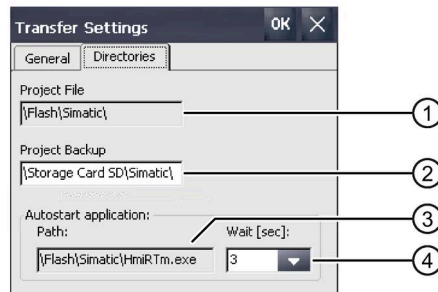 Transfer Settings OK
General Directories
Project File
\Flash\Simatic\
1
Project Backup
\Storage Card SD\Simatic\
2
Autostart application:
3
Path: Wait [sec]:
\Flash\Simatic\HmiRTm.exe 3
4